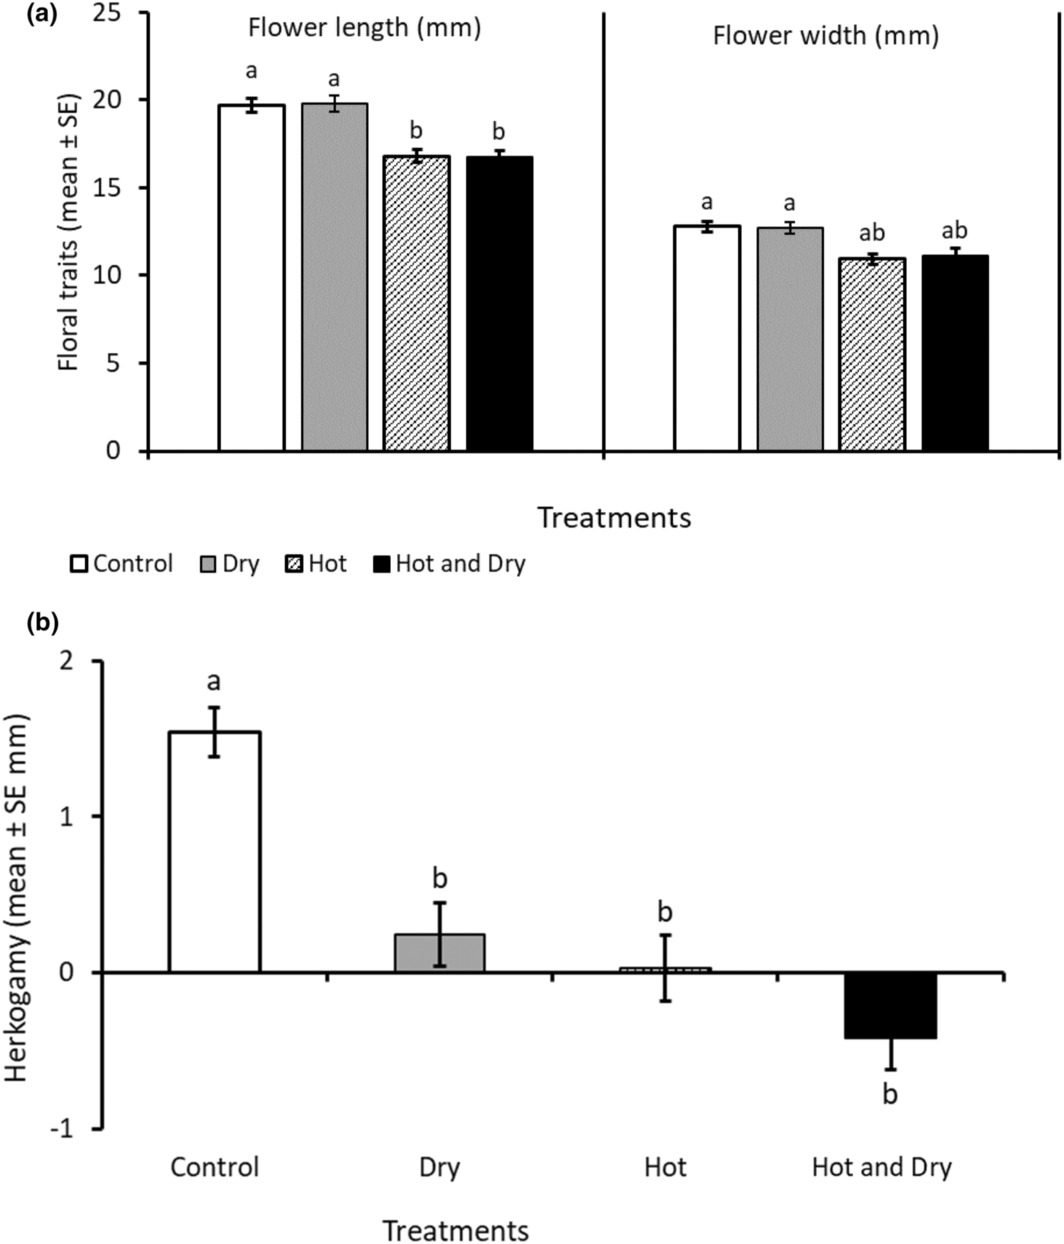 (a)
Floral traits (mean ± SE)
25
20
15
10
5
0
Flower length (mm)
a
a
b
b
Flower width (mm)
a
a
ab
ab
Treatments
Control Dry Hot Hot and Dry
(b)
Herkogamy (mean ± SE mm)
2
1
0
-1
a
b
b
b
Control Dry Hot Hot and Dry
Treatments